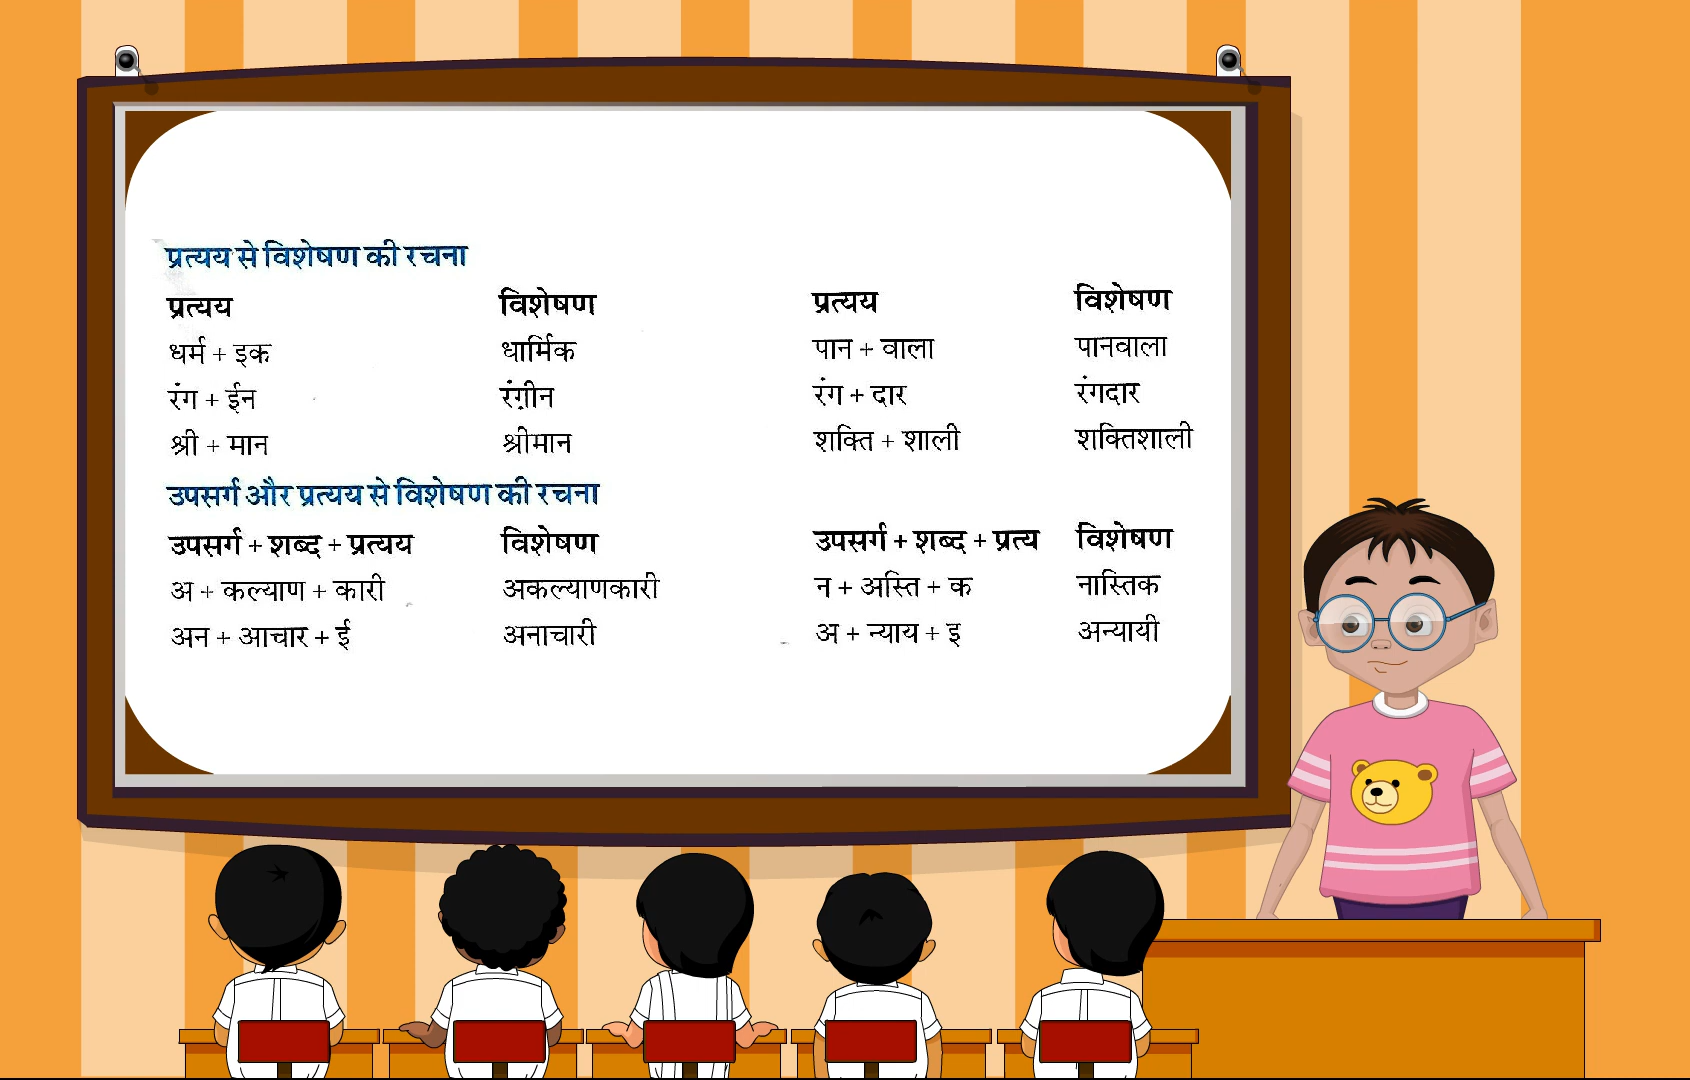 प्रत्यय से विशेषण की रचना
प्रत्यय विशेषण प्रत्यय विशेषण
धर्म + इक धार्मिक पान + वाला पानवाला
रंग + ईन रंगीन रंग + दार रंगदार
श्री + मान श्रीमान शक्ति + शाली शक्तिशाली
उपसर्ग और प्रत्यय से विशेषण की रचना
उपसर्ग + शब्द + प्रत्यय विशेषण उपसर्ग + शब्द + प्रत्य विशेषण
अ + कल्याण + कारी अकल्याणकारी न + अस्ति + क नास्तिक
अन + आचार + ई अनाचारी अ + न्याय + इ अन्यायी